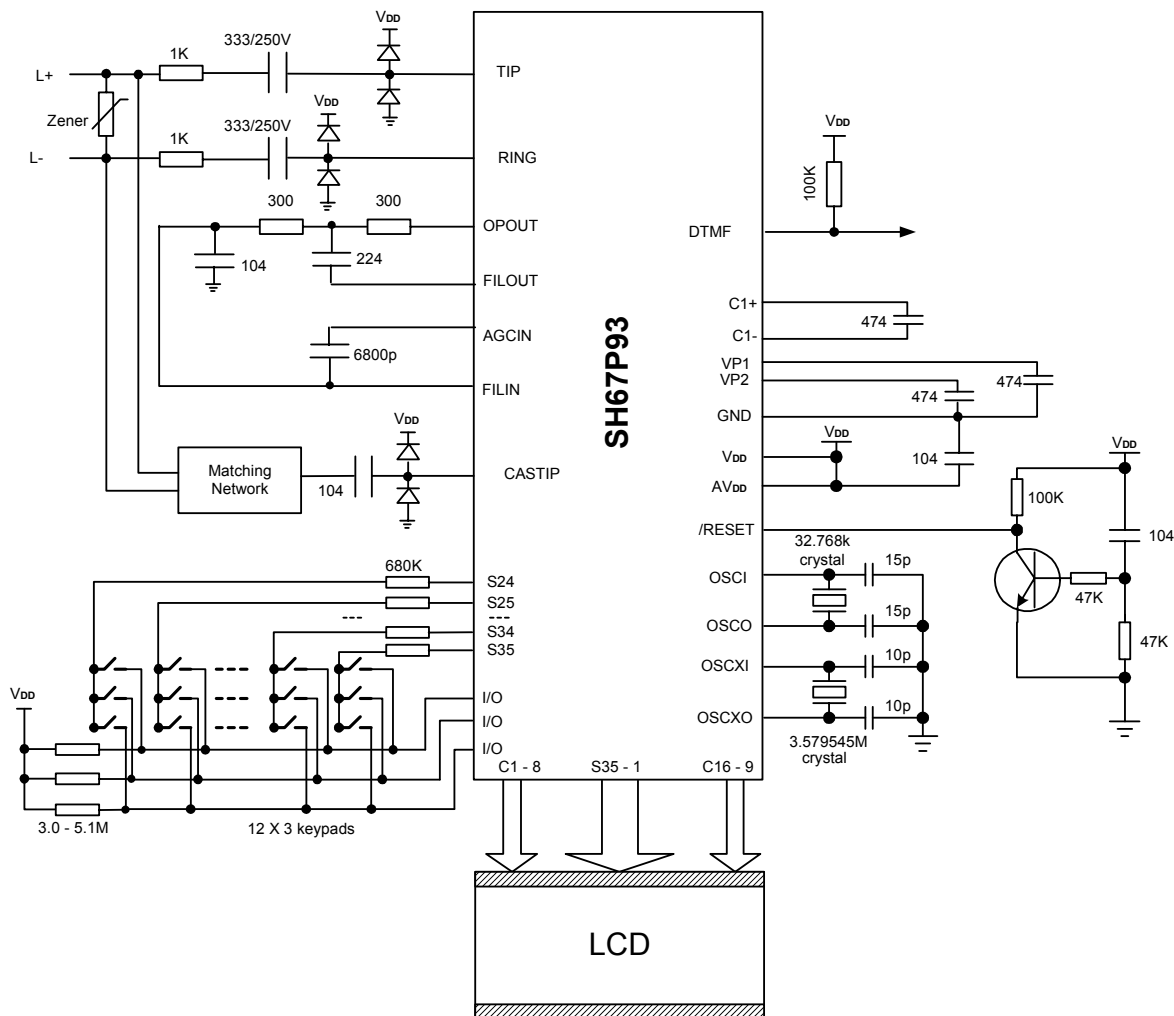 VDD
333/250V
1K
L+
TIP
Zener
VDD
333/250V
1K
L-
RING
VDD
100K
300
300
OPOUT
DTMF
104
224
FILOUT
C1+
474
C1-
AGCIN
6800p
VP1
VP2
474
474
FILIN
GND
SH67P93
VDD
VDD
104
VDD
AVDD
VDD
Matching
Network
104
CASTIP
100K
/RESET
104
32.768k
crystal
15p
680K
S24
OSCI
47K
S25
---
---
15p
OSCO
S34
S35
47K
10p
OSCXI
VDD
I/O
I/O
10p
OSCXO
I/O
3.579545M
crystal
C1 - 8
S35 - 1
C16 - 9
3.0 - 5.1M
12 X 3 keypads
LCD